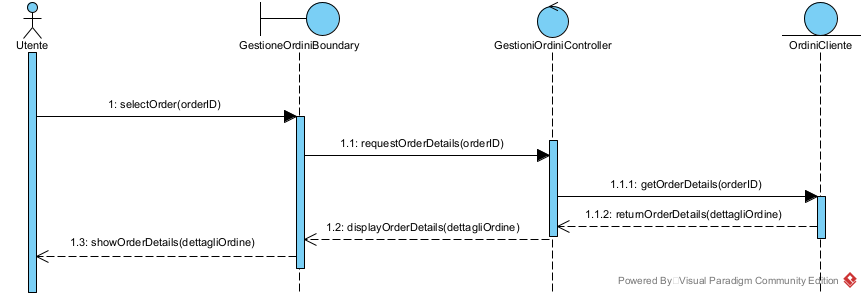 Utente
GestioneOrdiniBoundary
GestioniOrdiniController
OrdiniCliente
1: selectOrder(orderID)
1.1: requestOrderDetails(orderID)
1.1.1: getOrderDetails(orderID)
1.1.2: returnOrderDetails(dettagliOrdine)
1.2: displayOrderDetails(dettagliOrdine)
1.3: showOrderDetails(dettagliOrdine)
Powered By Visual Paradigm Community Edition